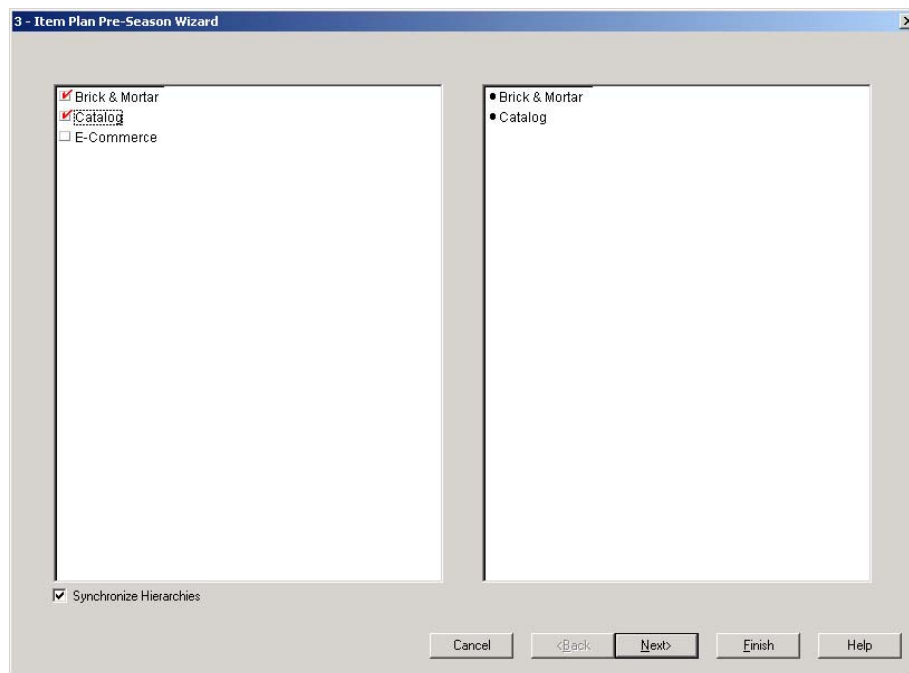 3 - Item Plan Pre-Season Wizard
Brick & Mortar
Catalog
E-Commerce
• Brick & Mortar
• Catalog
Synchronize Hierarchies
Cancel <Back Next> Finish Help